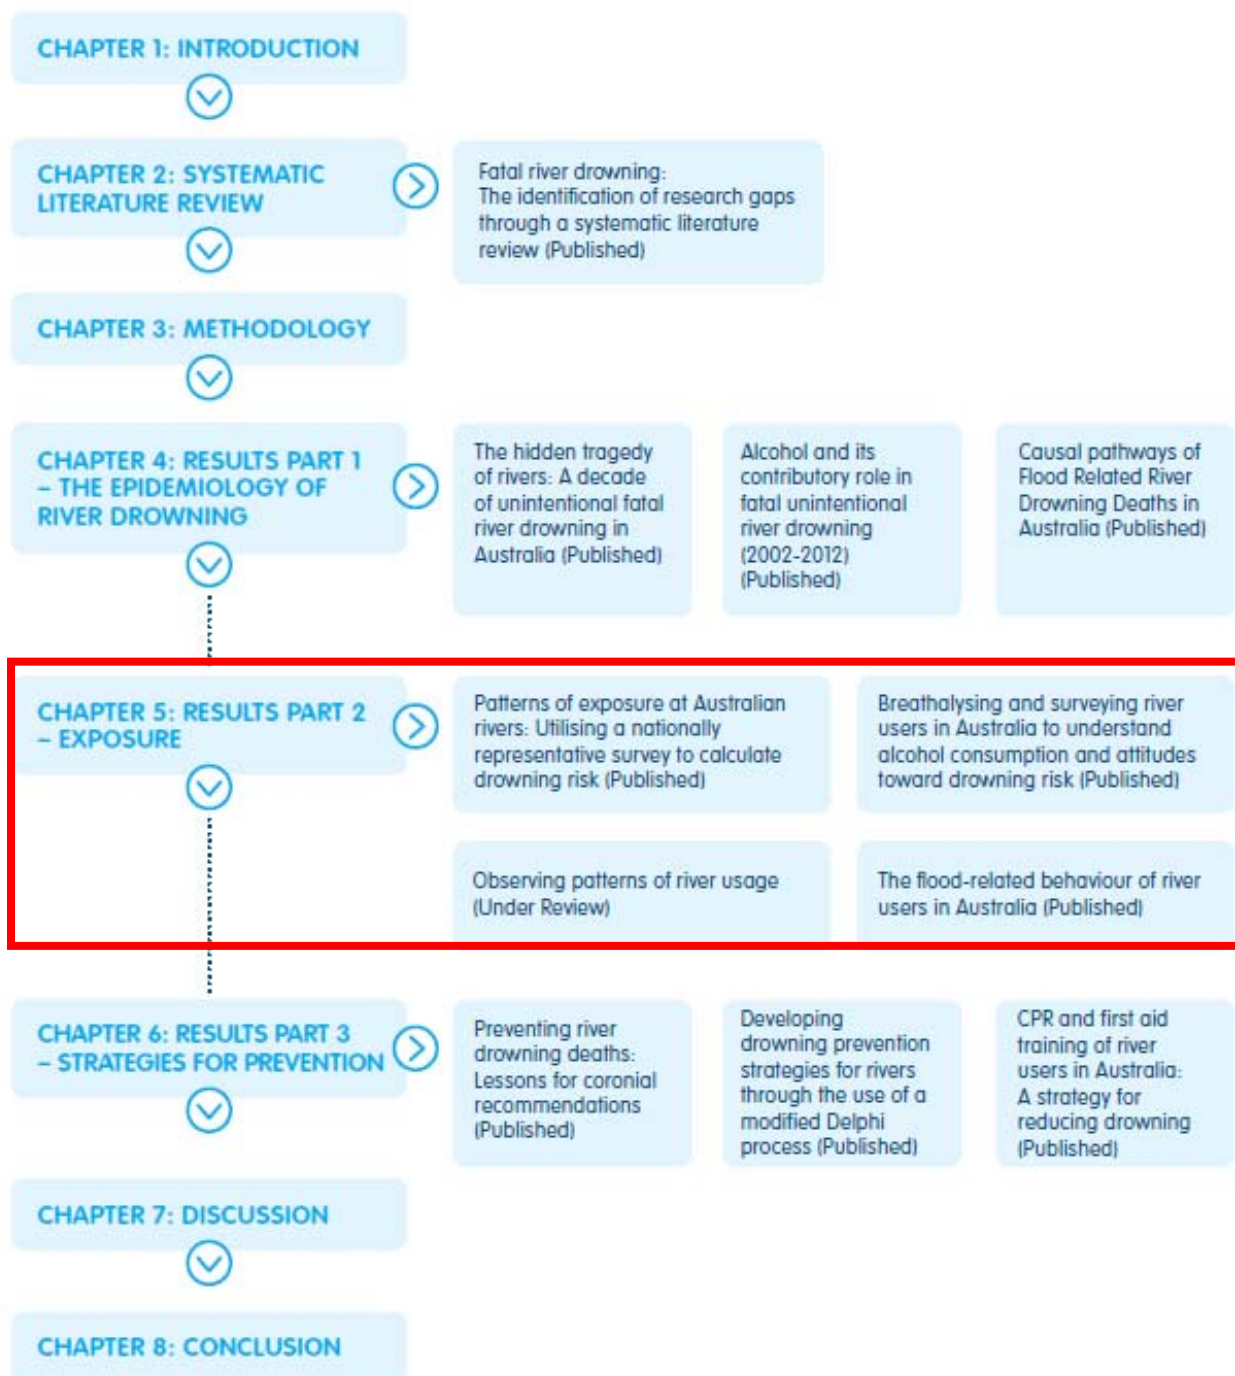 CHAPTER 1: INTRODUCTION
CHAPTER 2: SYSTEMATIC
LITERATURE REVIEW
Fatal river drowning:
The identification of research gaps
through a systematic literature
review (Published)
CHAPTER 3: METHODOLOGY
CHAPTER 4: RESULTS PART 1
– THE EPIDEMIOLOGY OF
RIVER DROWNING
The hidden tragedy
of rivers: A decade
of unintentional fatal
river drowning in
Australia (Published)
Alcohol and its
contributory role in
fatal unintentional
river drowning
(2002-2012)
(Published)
Causal pathways of
Flood Related River
Drowning Deaths in
Australia (Published)
CHAPTER 5: RESULTS PART 2
– EXPOSURE
Patterns of exposure at Australian
rivers: Utilising a nationally
representative survey to calculate
drowning risk (Published)
Breathalysing and surveying river
users in Australia to understand
alcohol consumption and attitudes
toward drowning risk (Published)
Observing patterns of river usage
(Under Review)
The flood-related behaviour of river
users in Australia (Published)
CHAPTER 6: RESULTS PART 3
– STRATEGIES FOR PREVENTION
Preventing river
drowning deaths:
Lessons for coronial
recommendations
(Published)
Developing
drowning prevention
strategies for rivers
through the use of a
modified Delphi
process (Published)
CPR and first aid
training of river
users in Australia:
A strategy for
reducing drowning
(Published)
CHAPTER 7: DISCUSSION
CHAPTER 8: CONCLUSION